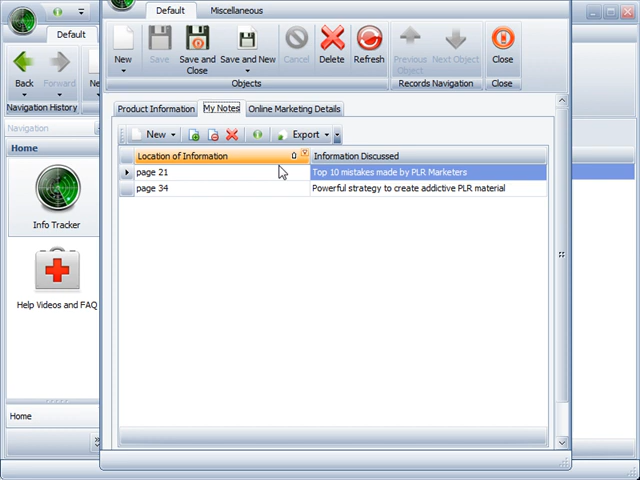 Default
Miscellaneous
Default
Back
Forward
New
Save
Save and Close
Save and New
Cancel
Delete
Refresh
Previous Object
Next Object
Close
Navigation History
Objects
Records Navigation
Close
Navigation
Home
Info Tracker
Help Videos and FAQ
Home
Product Information
My Notes
Online Marketing Details
New
Export
Location of Information
Information Discussed
page 21
Top 10 mistakes made by PLR Marketers
page 34
Powerful strategy to create addictive PLR material